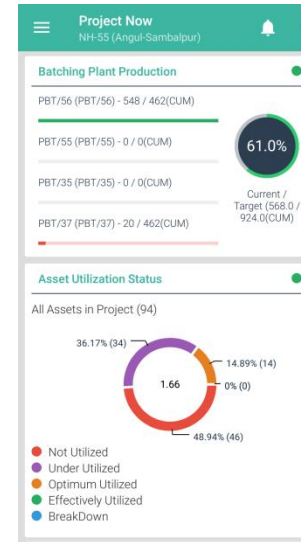 Project Now
NH-55 (Angul-Sambalpur)
Batching Plant Production
PBT/56 (PBT/56) - 548 / 462(CUM)
PBT/55 (PBT/55) - 0 / 0(CUM)
PBT/35 (PBT/35) - 0 / 0(CUM)
PBT/37 (PBT/37) - 20 / 462(CUM)
61.0%
Current /
Target (568.0 /
924.0(CUM)
Asset Utilization Status
All Assets in Project (94)
36.17% (34)
14.89% (14)
0% (0)
1.66
48.94% (46)
Not Utilized
Under Utilized
Optimum Utilized
Effectively Utilized
BreakDown